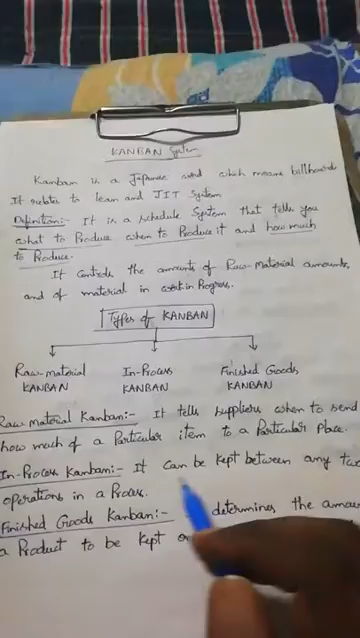 KANBAN System
Kanban is a Japanese word which means billboard
It relates to lean and JIT System
Definition:- It is a schedule System that tells you
what to Produce when to Produce it and how much
to Produce.
It controls the amounts of Raw-Material amounts,
and of material in work in Progress.
Types of KANBAN
Raw-material KANBAN
In-Process KANBAN
Finished Goods KANBAN
Raw material Kanban:- It tells suppliers when to send
how much of a Particular item to a Particular Place.
In-Process Kanban:- It can be kept between any two
operations in a Process.
Finished Goods Kanban:- determines the
a Product to be kept